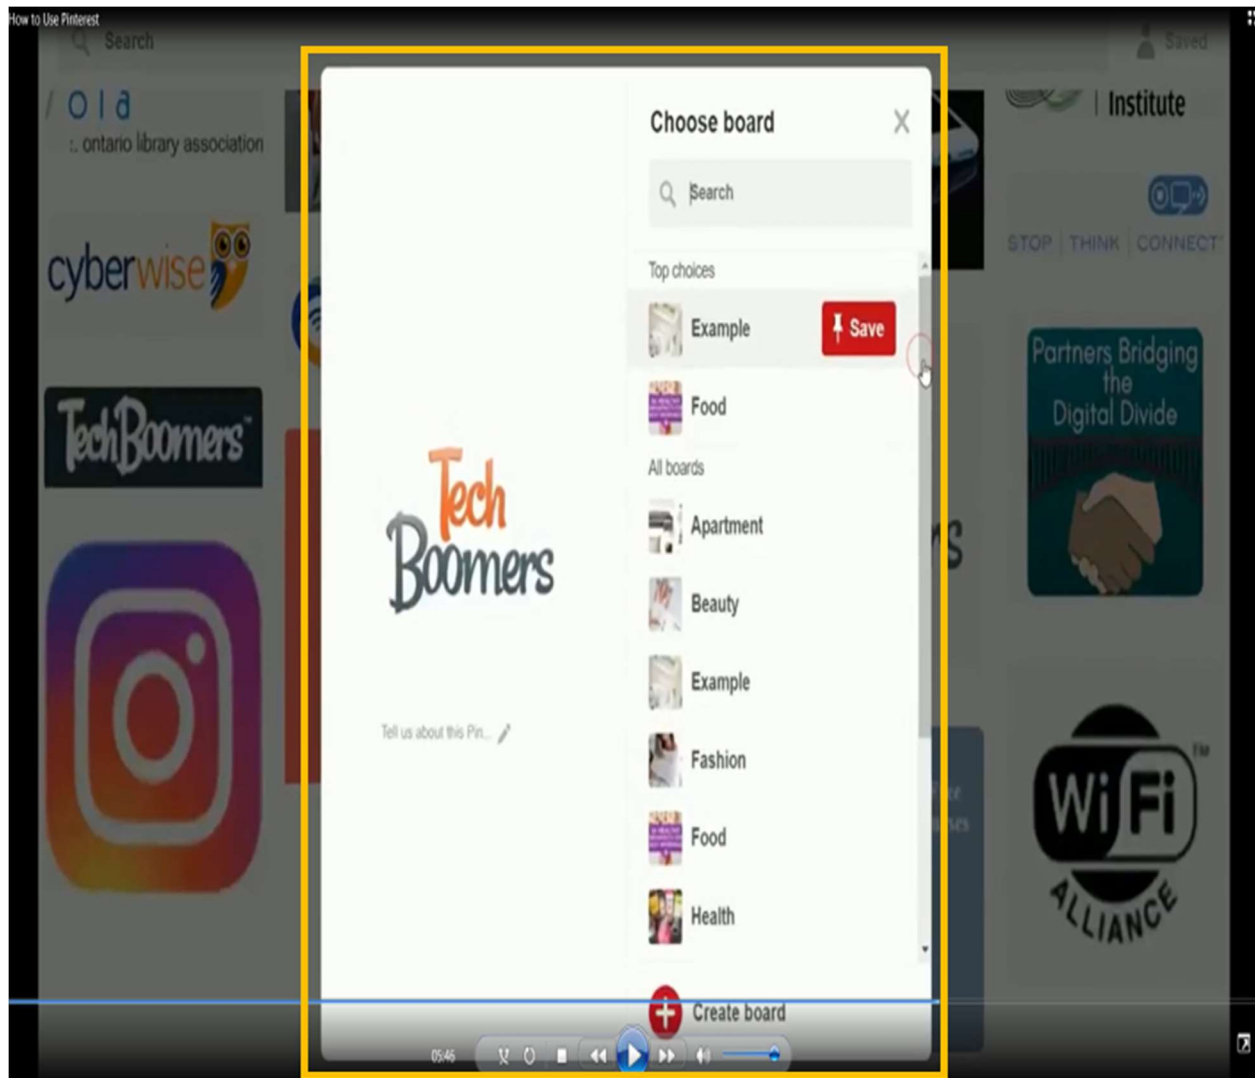 How to Use Pinterest
Search
Saved
ola
:. ontario library association
Institute
cyberwise
STOP | THINK | CONNECT
TechBoomers
Partners Bridging
the
Digital Divide
Choose board
Search
Top choices
Example
Save
Food
All boards
Apartment
Beauty
Example
Fashion
Food
Health
Create board
Tech
Boomers
Tell us about this Pin...
WiFi
ALLIANCE
05:46